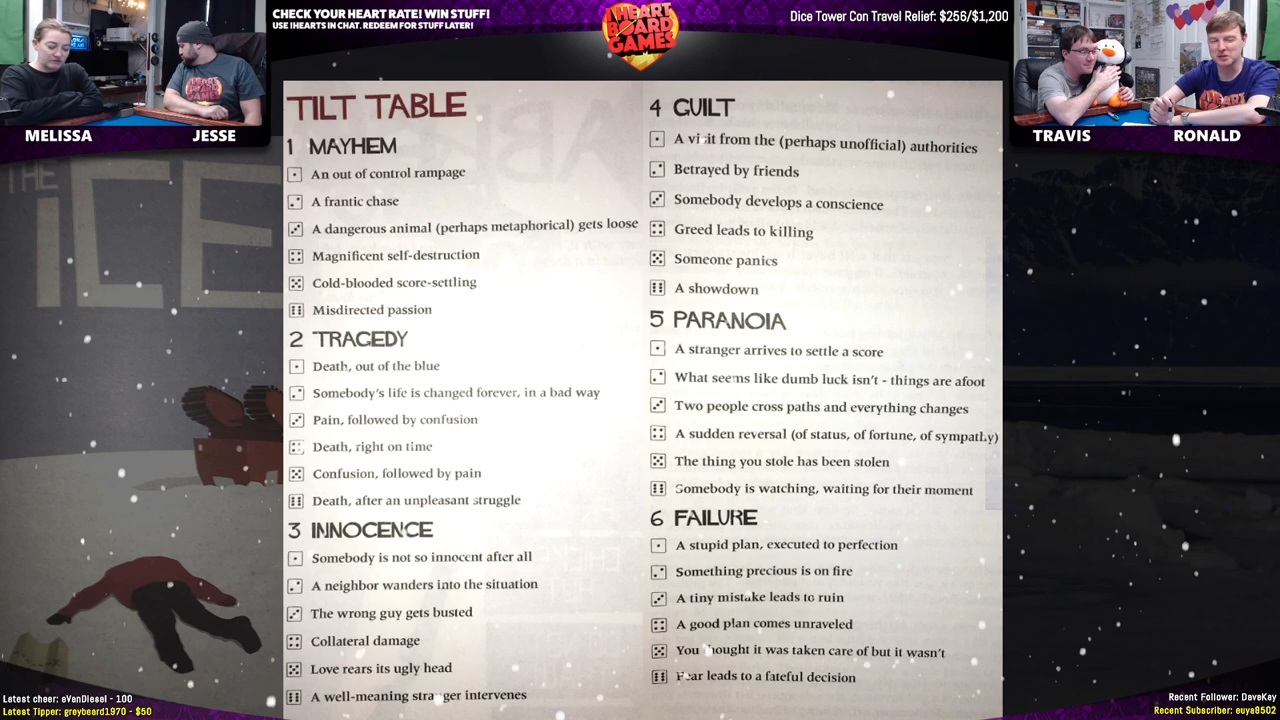 CHECK YOUR HEART RATE! WIN STUFF!
USE !HEARTS IN CHAT. REDEEM FOR STUFF LATER!
I HEART
BOARD
GAMES
Dice Tower Con Travel Relief: $256/$1,200
I HEART
BOARD
GAMES
MELISSA
JESSE
TRAVIS
RONALD
THE
ICE
TILT TABLE
1 MAYHEM
An out of control rampage
A frantic chase
A dangerous animal (perhaps metaphorical) gets loose
Magnificent self-destruction
Cold-blooded score-settling
Misdirected passion
2 TRAGEDY
Death, out of the blue
Somebody's life is changed forever, in a bad way
Pain, followed by confusion
Death, right on time
Confusion, followed by pain
Death, after an unpleasant struggle
3 INNOCENCE
Somebody is not so innocent after all
A neighbor wanders into the situation
The wrong guy gets busted
Collateral damage
Love rears its ugly head
A well-meaning stranger intervenes
4 GUILT
A visit from the (perhaps unofficial) authorities
Betrayed by friends
Somebody develops a conscience
Greed leads to killing
Someone panics
A showdown
5 PARANOIA
A stranger arrives to settle a score
What seems like dumb luck isn't - things are afoot
Two people cross paths and everything changes
A sudden reversal (of status, of fortune, of sympathy)
The thing you stole has been stolen
Somebody is watching, waiting for their moment
6 FAILURE
A stupid plan, executed to perfection
Something precious is on fire
A tiny mistake leads to ruin
A good plan comes unraveled
You thought it was taken care of but it wasn't
Fear leads to a fateful decision
Latest cheer: eVanDiesel - 100
Latest Tipper: greybeard1970 - $50
Recent Follower: DaveKay
Recent Subscriber: euye8502